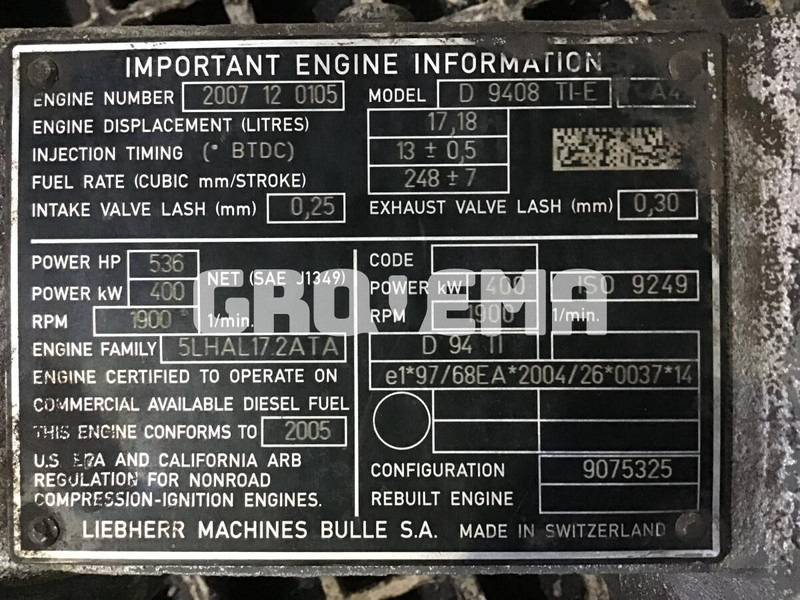 IMPORTANT ENGINE INFORMATION
ENGINE NUMBER 2007 12 0105 MODEL D 9408 TI-E A4
ENGINE DISPLACEMENT (LITRES) 17,18
INJECTION TIMING (° BTDC) 13 ± 0,5
FUEL RATE (CUBIC mm/STROKE) 248 ± 7
INTAKE VALVE LASH (mm) 0,25 EXHAUST VALVE LASH (mm) 0,30
POWER HP 536
POWER kW 400 NET (SAE J1349)
RPM 1900 1/min.
ENGINE FAMILY 5LHAL17.2ATA
ENGINE CERTIFIED TO OPERATE ON
COMMERCIAL AVAILABLE DIESEL FUEL
THIS ENGINE CONFORMS TO 2005
U.S. EPA AND CALIFORNIA ARB
REGULATION FOR NONROAD
COMPRESSION-IGNITION ENGINES.
CODE
POWER kW 400 ISO 9249
RPM 1900 1/min.
D 94 TI
e1*97/68EA*2004/26*0037*14
CONFIGURATION 9075325
REBUILT ENGINE
LIEBHERR MACHINES BULLE S.A. MADE IN SWITZERLAND
GROVEMA